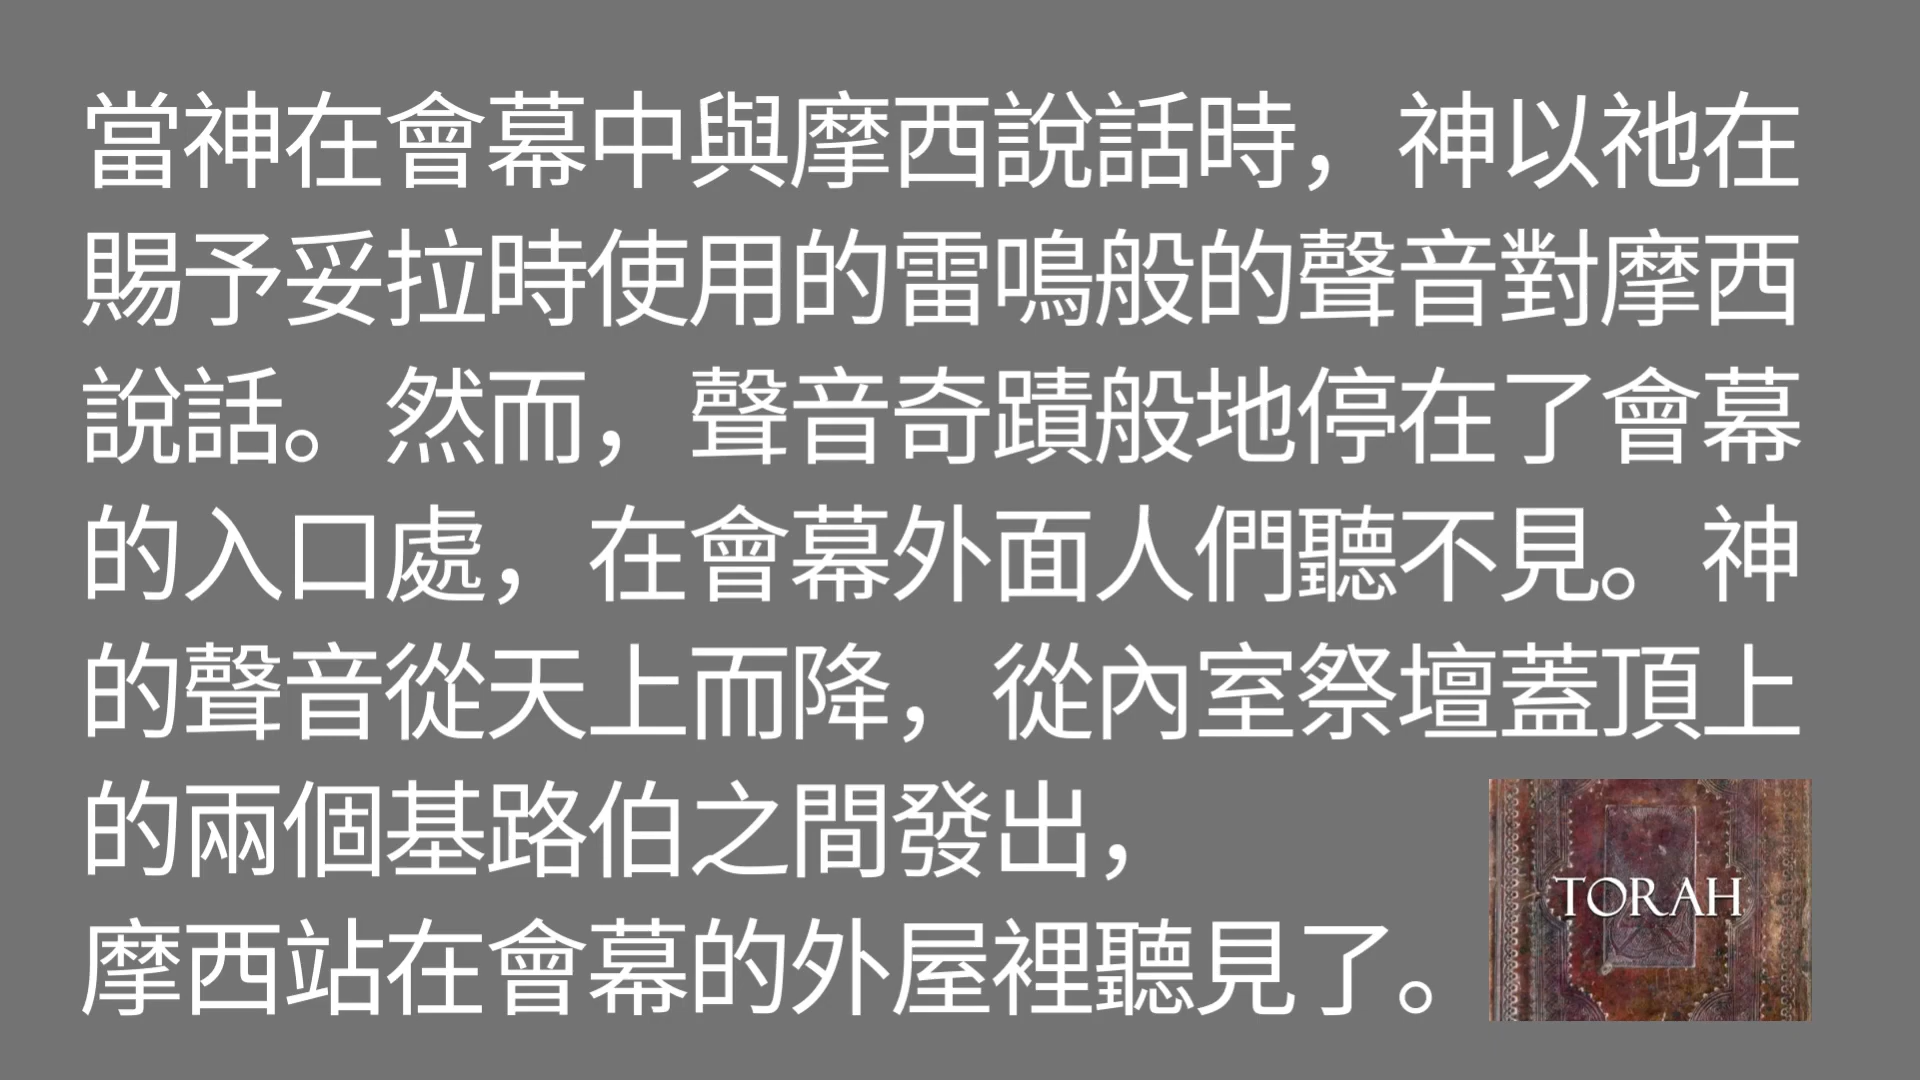 當神在會幕中與摩西說話時，神以祂在
賜予妥拉時使用的雷鳴般的聲音對摩西
說話。然而，聲音奇蹟般地停在了會幕
的入口處，在會幕外面人們聽不見。神
的聲音從天上而降，從內室祭壇蓋頂上
的兩個基路伯之間發出，
摩西站在會幕的外屋裡聽見了。
TORAH